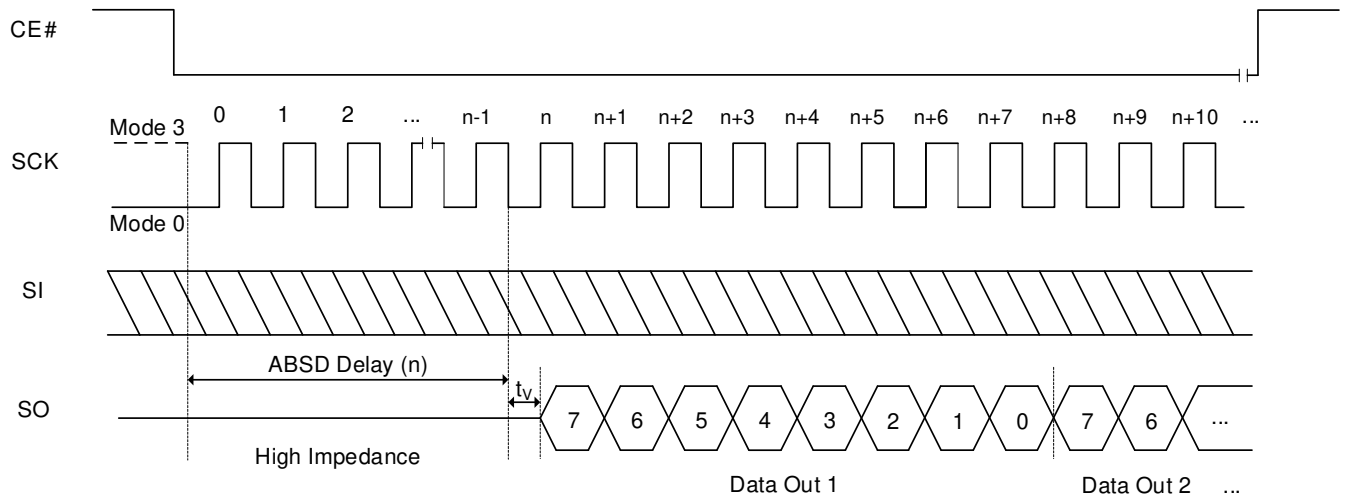 CE#
0 1 2 ... n-1 n n+1 n+2 n+3 n+4 n+5 n+6 n+7 n+8 n+9 n+10 ...
Mode 3
SCK
Mode 0
SI
ABSD Delay (n)
tV
SO
7 6 5 4 3 2 1 0 7 6 ...
High Impedance
Data Out 1 Data Out 2 ...